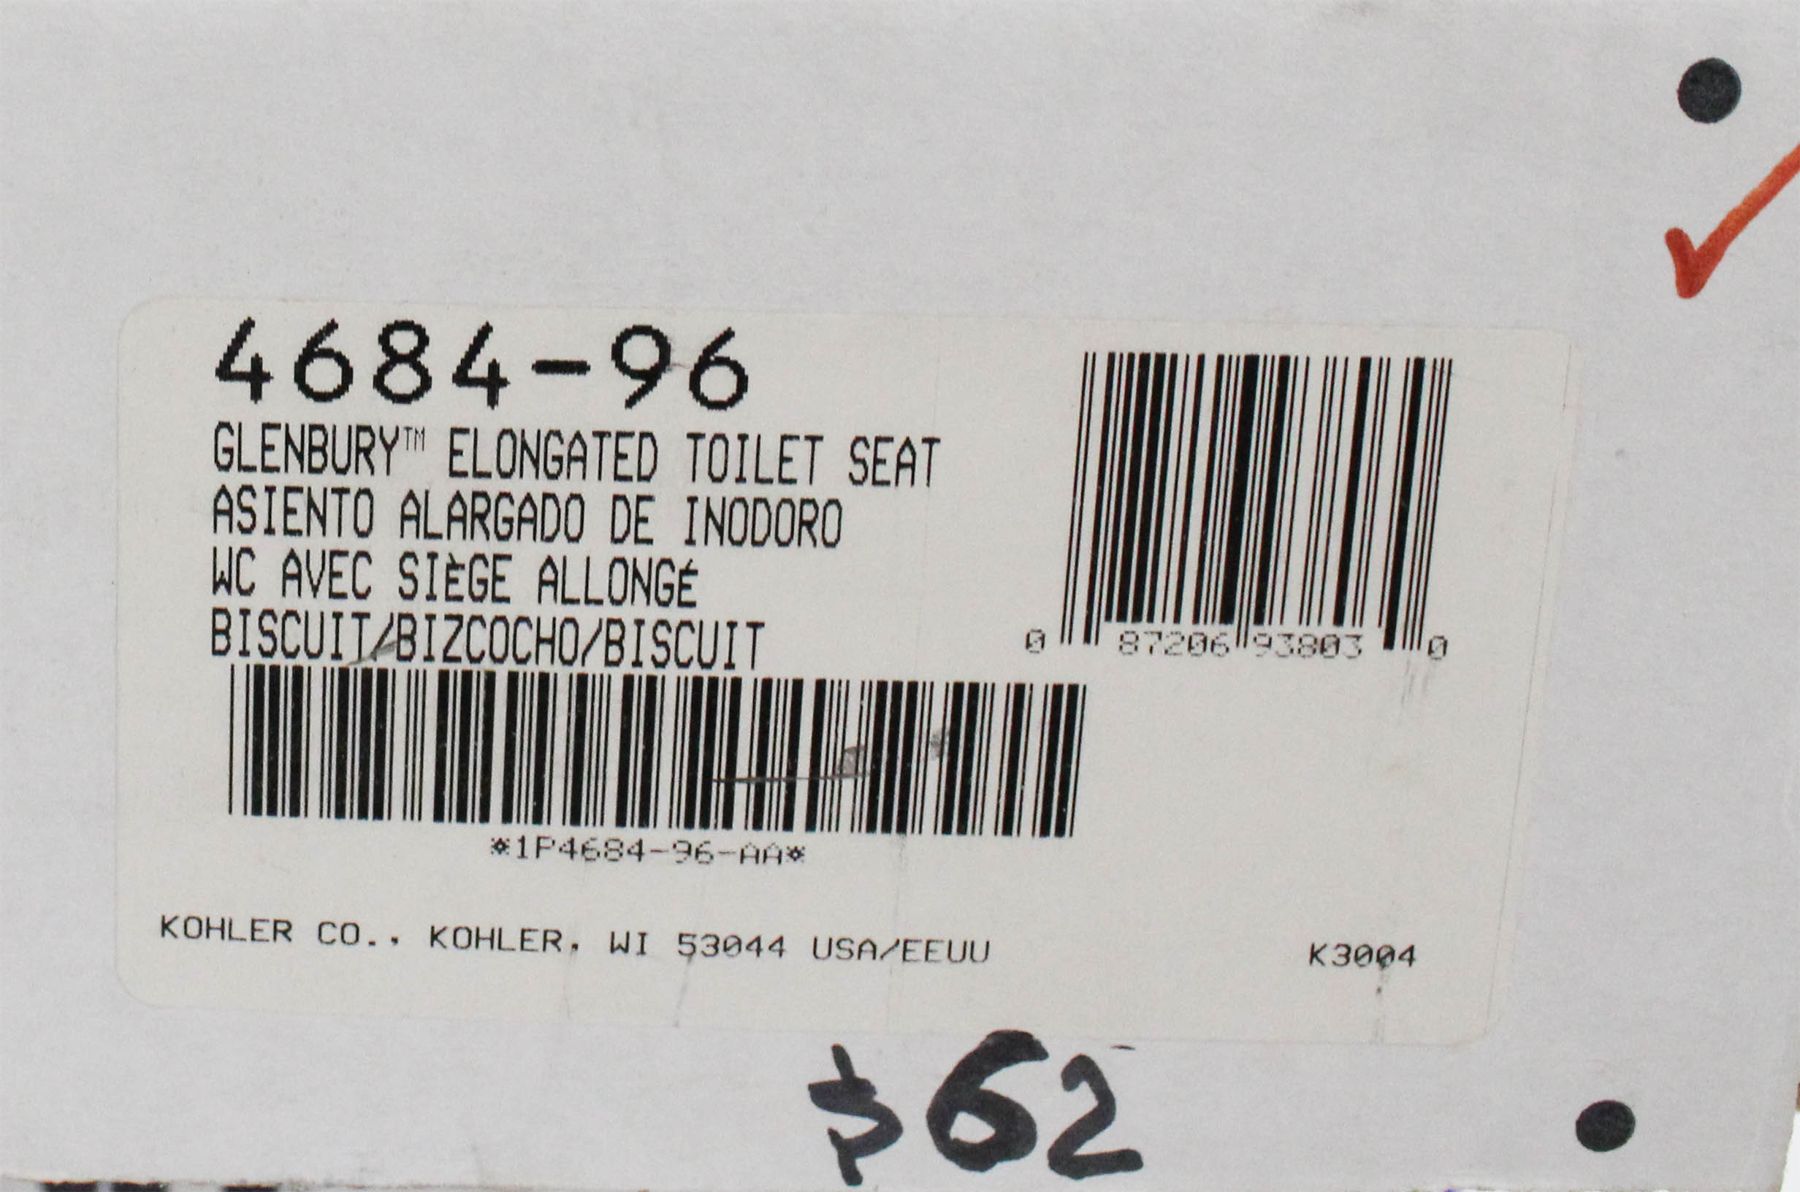 4684-96
GLENBURY™ ELONGATED TOILET SEAT
ASIENTO ALARGADO DE INODORO
WC AVEC SIÈGE ALLONGÉ
BISCUIT/BIZCOCHO/BISCUIT
0 87206 93803 0
*1P4684-96-AA*
KOHLER CO., KOHLER, WI 53044 USA/EEUU
K3004
$62